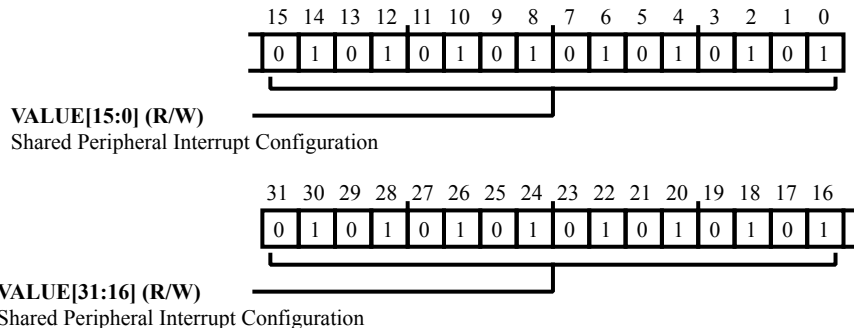 15 14 13 12 11 10 9 8 7 6 5 4 3 2 1 0
0 1 0 1 0 1 0 1 0 1 0 1 0 1 0 1
VALUE[15:0] (R/W)
Shared Peripheral Interrupt Configuration
31 30 29 28 27 26 25 24 23 22 21 20 19 18 17 16
0 1 0 1 0 1 0 1 0 1 0 1 0 1 0 1
VALUE[31:16] (R/W)
Shared Peripheral Interrupt Configuration